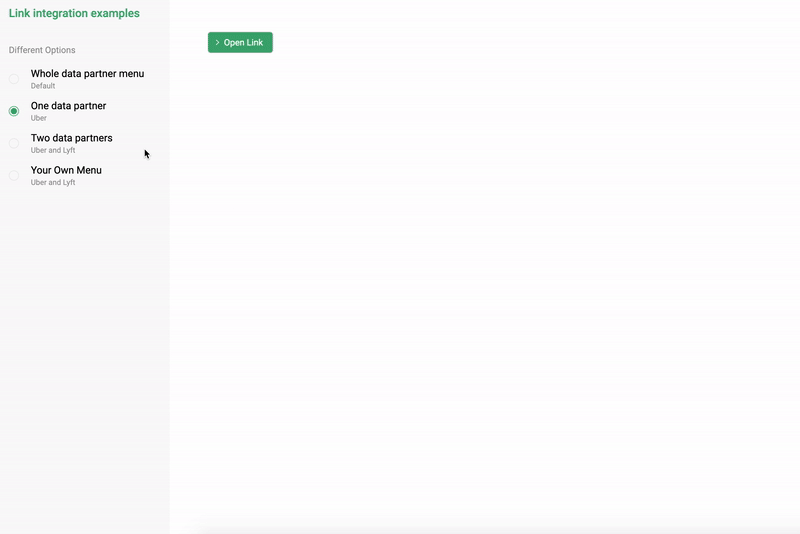 Link integration examples
Open Link
Different Options
Whole data partner menu
Default
One data partner
Uber
Two data partners
Uber and Lyft
Your Own Menu
Uber and Lyft